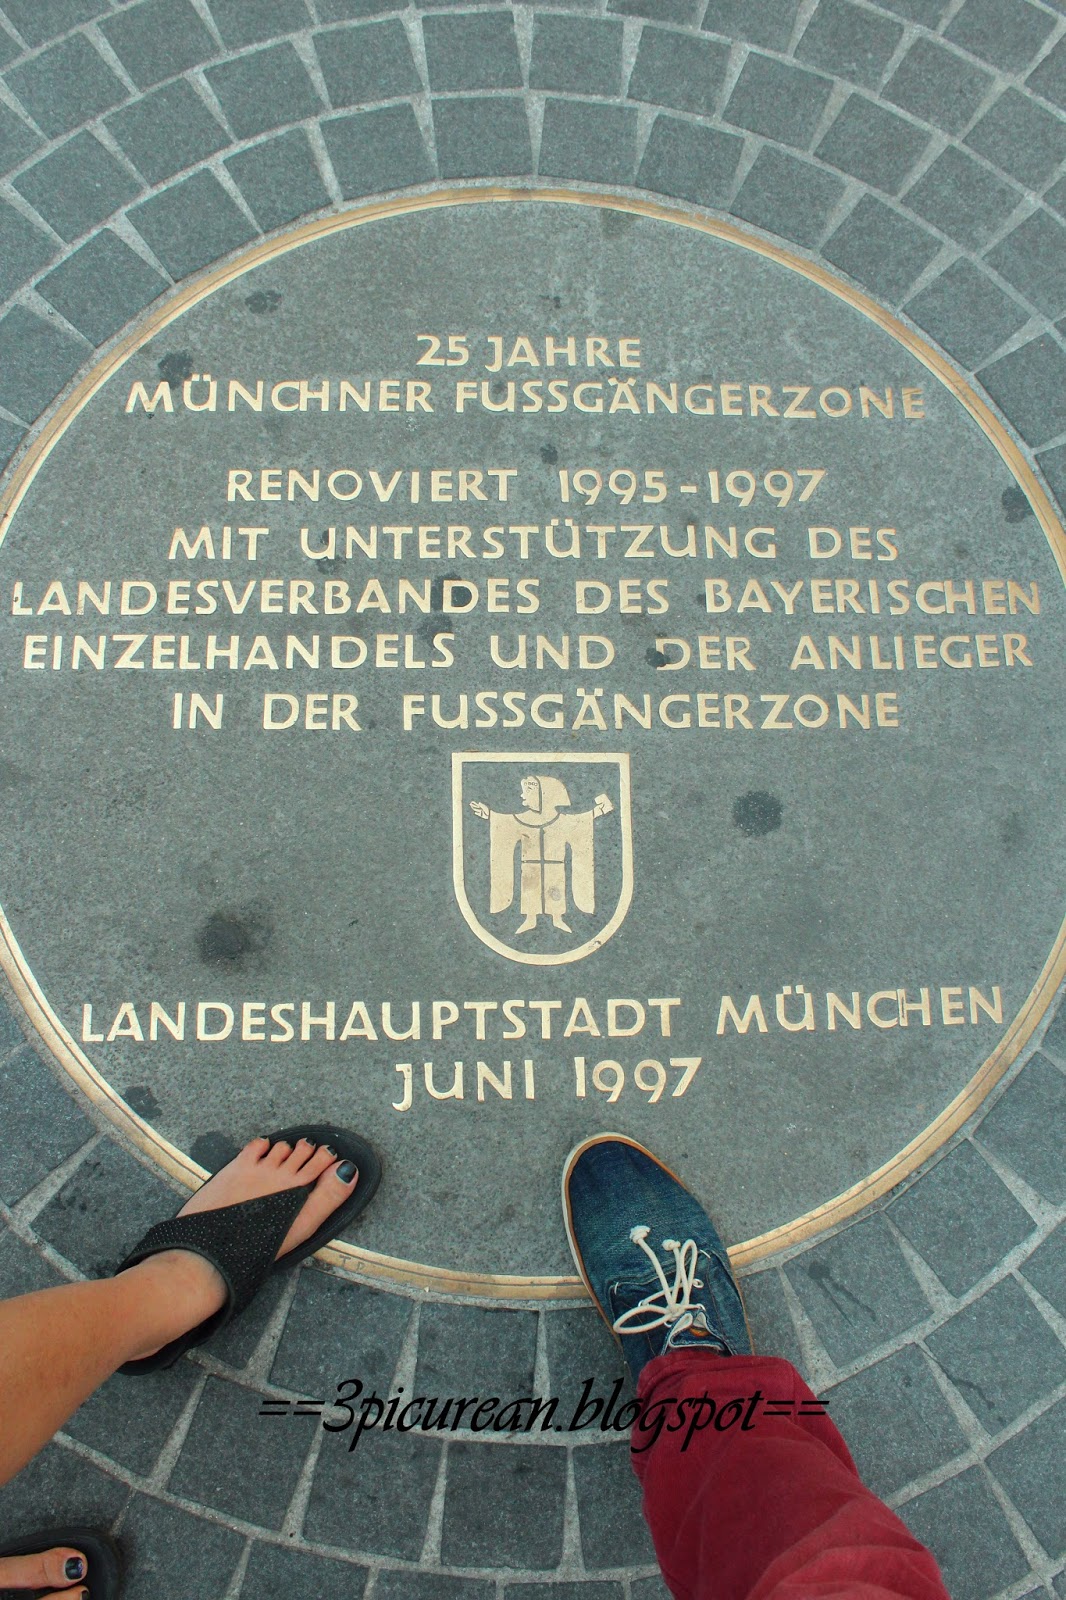 25 JAHRE
MÜNCHNER FUSSGÄNGERZONE
RENOVIERT 1995-1997
MIT UNTERSTÜTZUNG DES
LANDESVERBANDES DES BAYERISCHEN
EINZELHANDELS UND DER ANLIEGER
IN DER FUSSGÄNGERZONE
LANDESHAUPTSTADT MÜNCHEN
JUNI 1997
==3picurean.blogspot==